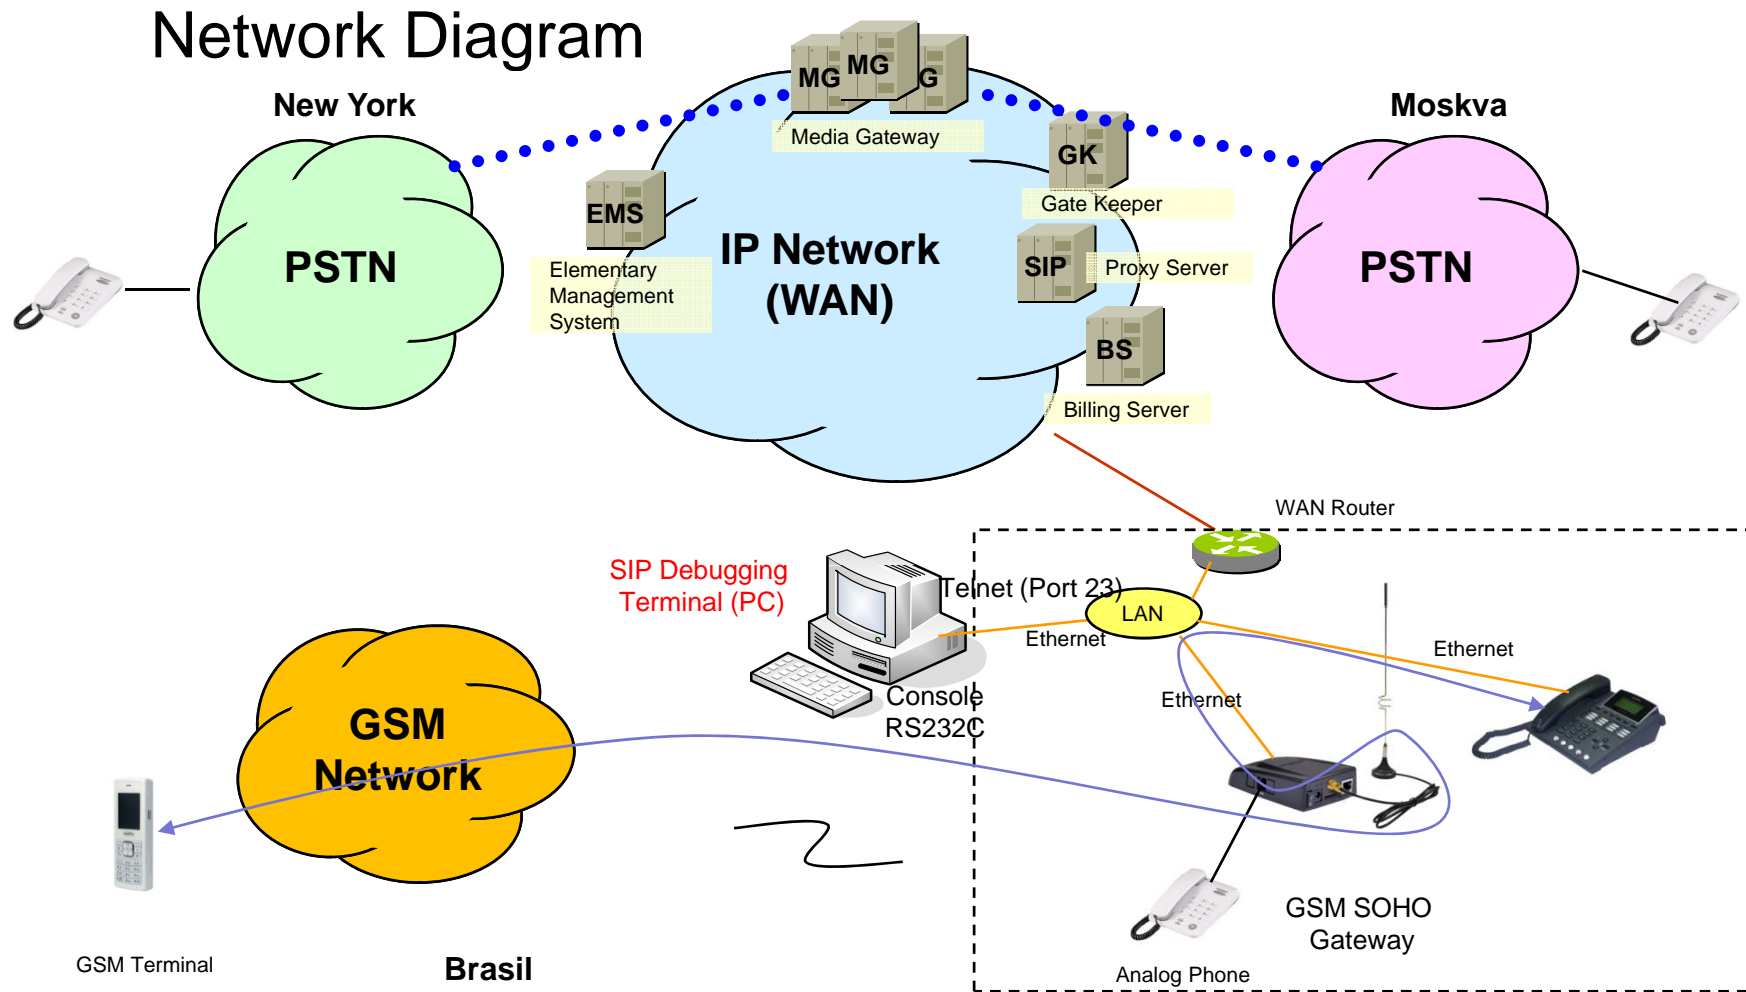 Network Diagram
New York
Moskva
MG
MG
G
Media Gateway
GK
Gate Keeper
EMS
Elementary
Management
System
PSTN
IP Network
(WAN)
SIP
Proxy Server
PSTN
BS
Billing Server
WAN Router
SIP Debugging
Terminal (PC)
Telnet (Port 23)
LAN
Ethernet
Ethernet
Ethernet
Console
RS232C
GSM
Network
GSM SOHO
Gateway
GSM Terminal
Brasil
Analog Phone